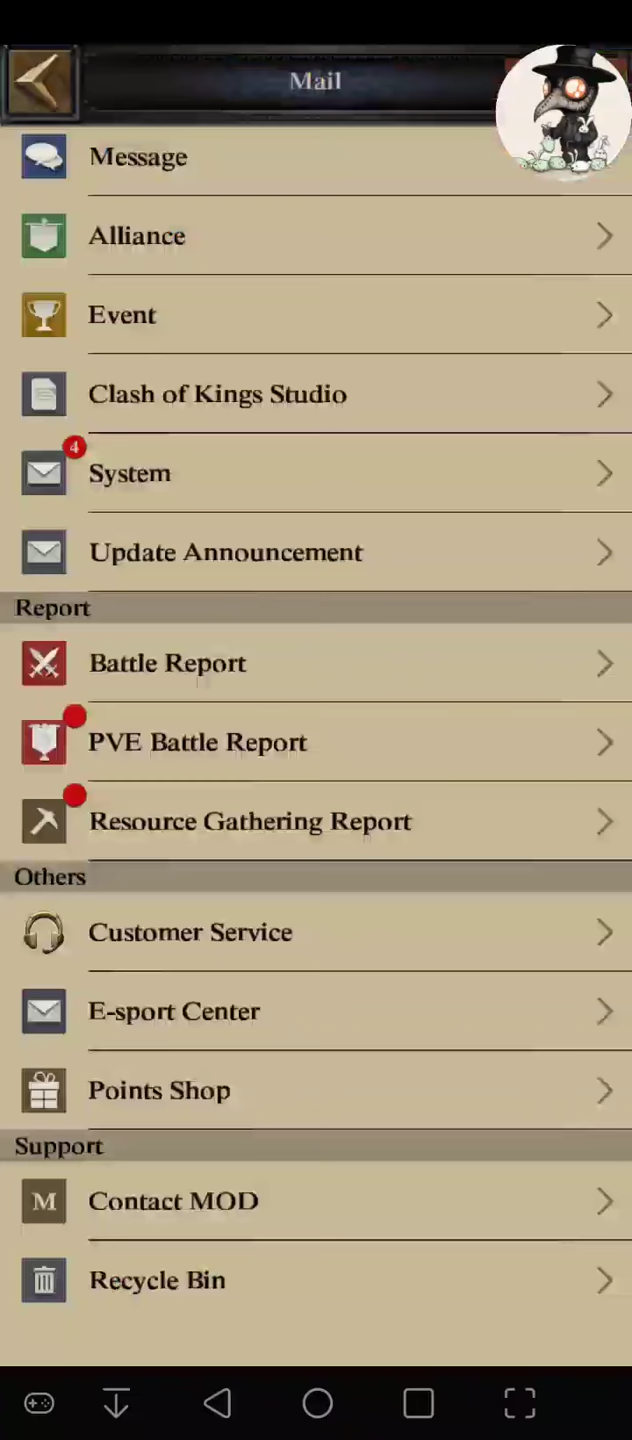 Mail
Message
Alliance
Event
Clash of Kings Studio
4
System
Update Announcement
Report
Battle Report
PVE Battle Report
Resource Gathering Report
Others
Customer Service
E-sport Center
Points Shop
Support
M
Contact MOD
Recycle Bin